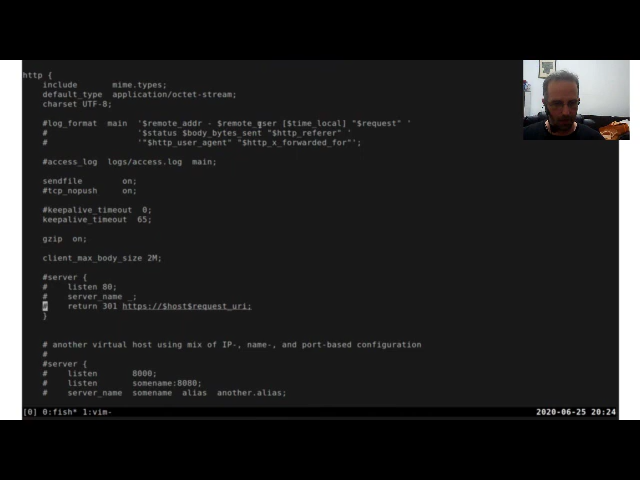 http {
include mime.types;
default_type application/octet-stream;
charset UTF-8;
#log_format main '$remote_addr - $remote_user [$time_local] "$request" '
# '$status $body_bytes_sent "$http_referer" '
# '"$http_user_agent" "$http_x_forwarded_for"';
#access_log logs/access.log main;
sendfile on;
#tcp_nopush on;
#keepalive_timeout 0;
keepalive_timeout 65;
gzip on;
client_max_body_size 2M;
#server {
# listen 80;
# server_name _;
# return 301 https://$host$request_uri;
}
# another virtual host using mix of IP-, name-, and port-based configuration
#
#server {
# listen 8000;
# listen somename:8080;
# server_name somename alias another.alias;
[0] 0:fish* 1:vim- 2020-06-25 20:24